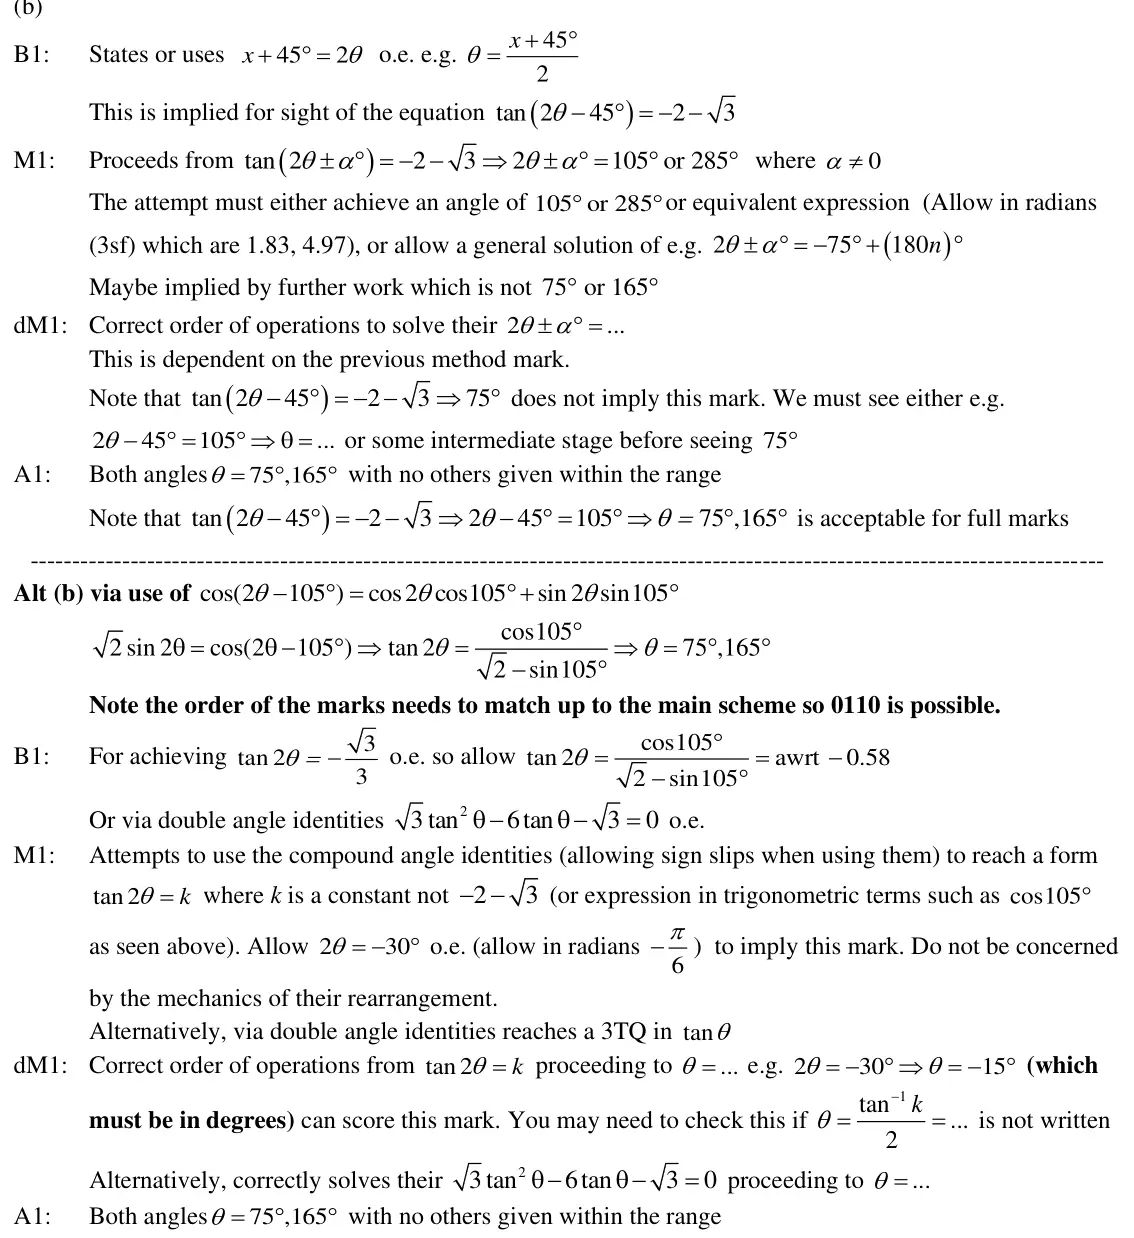 (b)
B1: States or uses x + 45° = 2θ o.e. e.g. θ = (x + 45°)/2
This is implied for sight of the equation tan(2θ − 45°) = −2 − √3
M1: Proceeds from tan(2θ ± α°) = −2 − √3 ⇒ 2θ ± α° = 105° or 285° where α ≠ 0
The attempt must either achieve an angle of 105° or 285° or equivalent expression (Allow in radians
(3sf) which are 1.83, 4.97), or allow a general solution of e.g. 2θ ± α° = −75° + (180n)°
Maybe implied by further work which is not 75° or 165°
dM1: Correct order of operations to solve their 2θ ± α° = ...
This is dependent on the previous method mark.
Note that tan(2θ − 45°) = −2 − √3 ⇒ 75° does not imply this mark. We must see either e.g.
2θ − 45° = 105° ⇒ θ = ... or some intermediate stage before seeing 75°
A1: Both angles θ = 75°,165° with no others given within the range
Note that tan(2θ − 45°) = −2 − √3 ⇒ 2θ − 45° = 105° ⇒ θ = 75°,165° is acceptable for full marks
Alt (b) via use of cos(2θ − 105°) = cos 2θ cos105° + sin 2θ sin105°
√2 sin 2θ = cos(2θ − 105°) ⇒ tan 2θ = cos105°/(√2 − sin105°) ⇒ θ = 75°,165°
Note the order of the marks needs to match up to the main scheme so 0110 is possible.
B1: For achieving tan 2θ = −√3/3 o.e. so allow tan 2θ = cos105°/(√2 − sin105°) = awrt − 0.58
Or via double angle identities √3 tan² θ − 6 tan θ − √3 = 0 o.e.
M1: Attempts to use the compound angle identities (allowing sign slips when using them) to reach a form
tan 2θ = k where k is a constant not −2 − √3 (or expression in trigonometric terms such as cos105°
as seen above). Allow 2θ = −30° o.e. (allow in radians −π/6 ) to imply this mark. Do not be concerned
by the mechanics of their rearrangement.
Alternatively, via double angle identities reaches a 3TQ in tan θ
dM1: Correct order of operations from tan 2θ = k proceeding to θ = ... e.g. 2θ = −30° ⇒ θ = −15° (which
must be in degrees) can score this mark. You may need to check this if θ = tan⁻¹ k/2 = ... is not written
Alternatively, correctly solves their √3 tan² θ − 6 tan θ − √3 = 0 proceeding to θ = ...
A1: Both angles θ = 75°,165° with no others given within the range